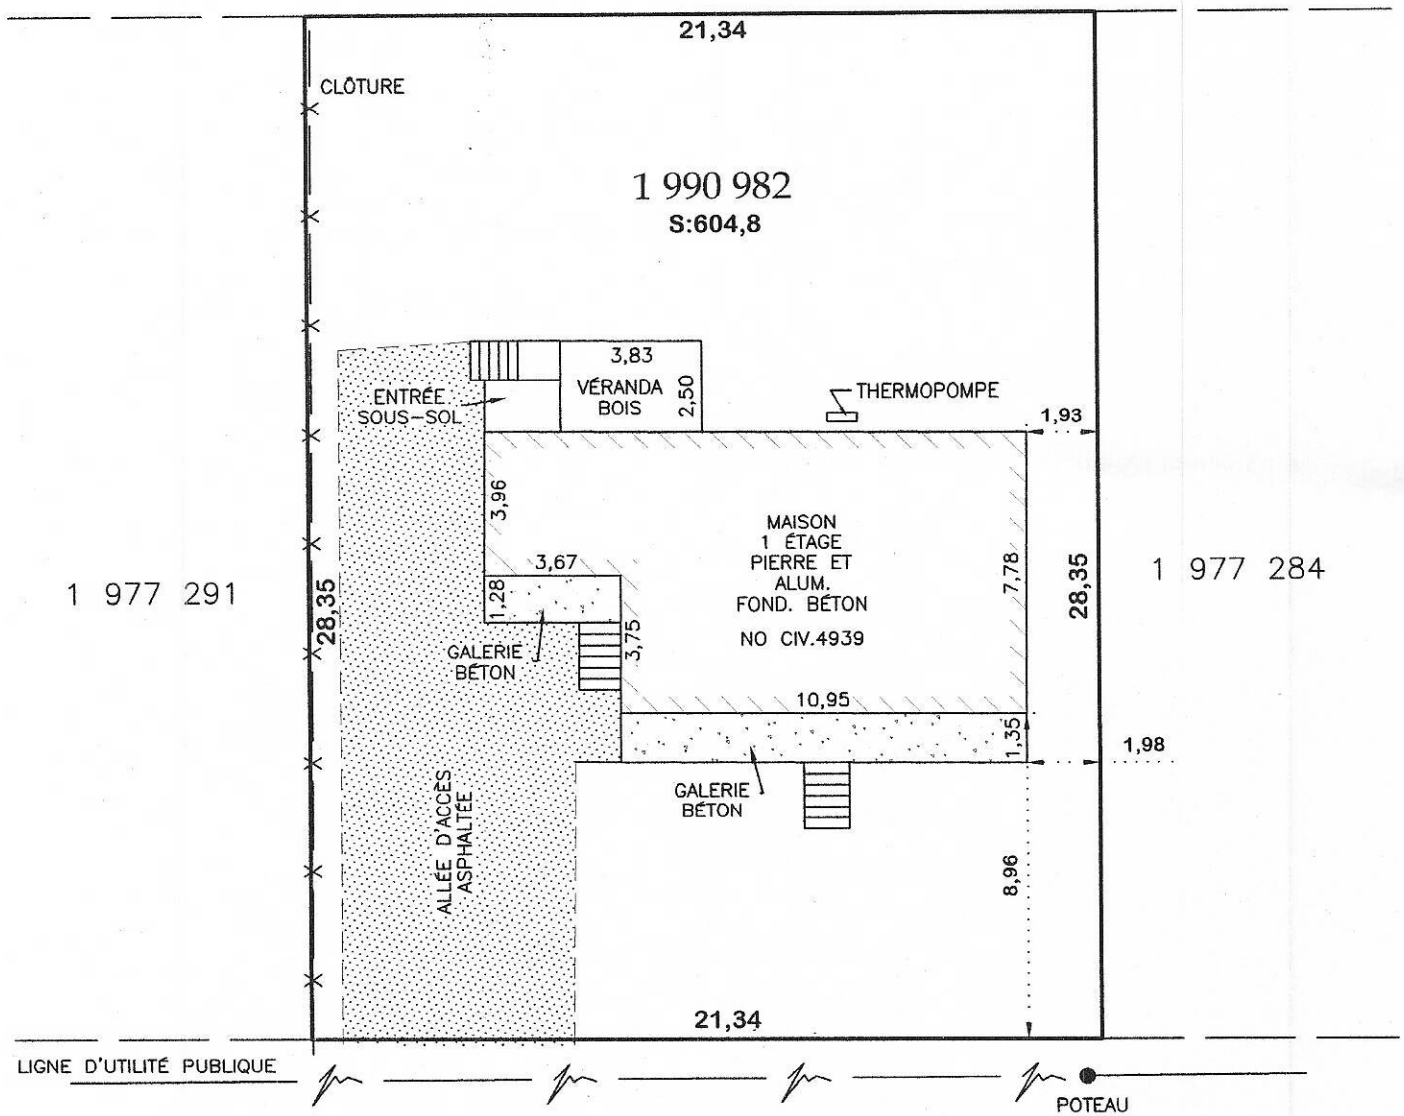 21,34
CLÔTURE
1 990 982
S:604,8
3,83
VÉRANDA
BOIS
2,50
ENTRÉE
SOUS-SOL
THERMOPOMPE
1,93
3,96
3,67
MAISON
1 ÉTAGE
PIERRE ET
ALUM.
FOND. BÉTON
NO CIV.4939
7,78
28,35
1 977 284
1 977 291
28,35
1,28
GALERIE
BÉTON
3,75
10,95
1,35
1,98
GALERIE
BÉTON
ALLÉE D'ACCÈS
ASPHALTÉE
8,96
21,34
LIGNE D'UTILITÉ PUBLIQUE
POTEAU